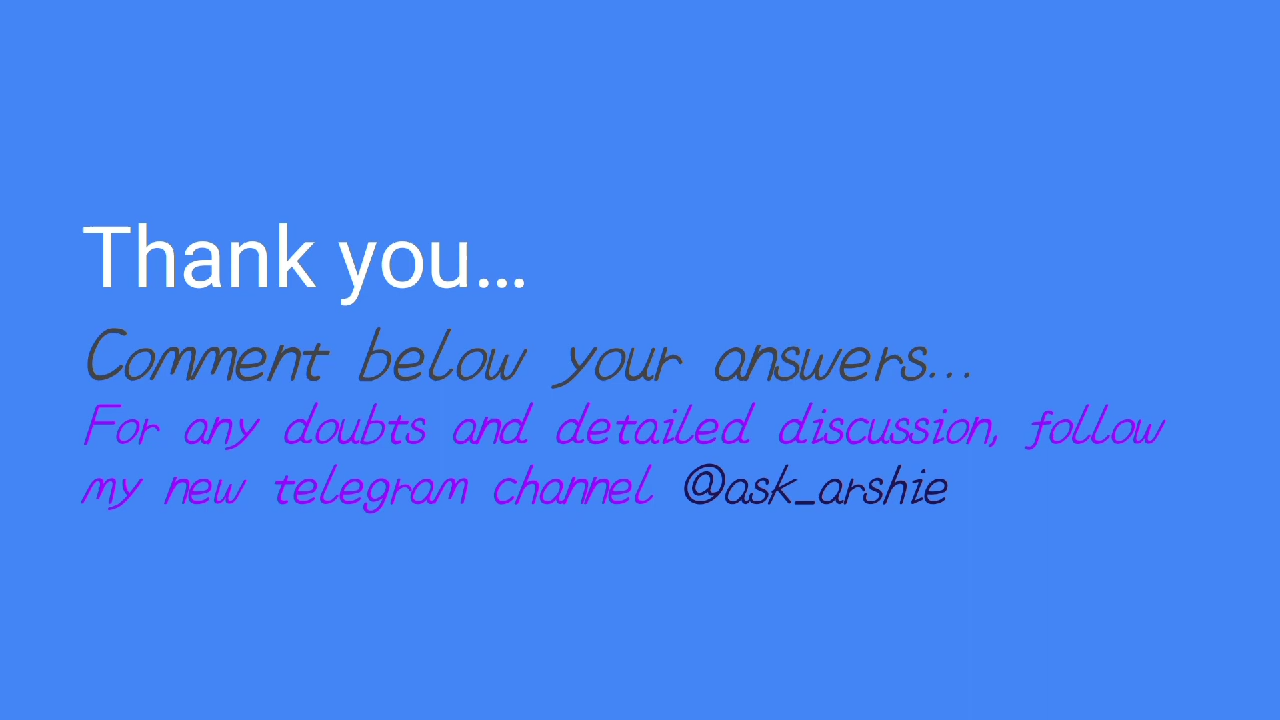 Thank you...
Comment below your answers...
For any doubts and detailed discussion, follow
my new telegram channel @ask_arshie